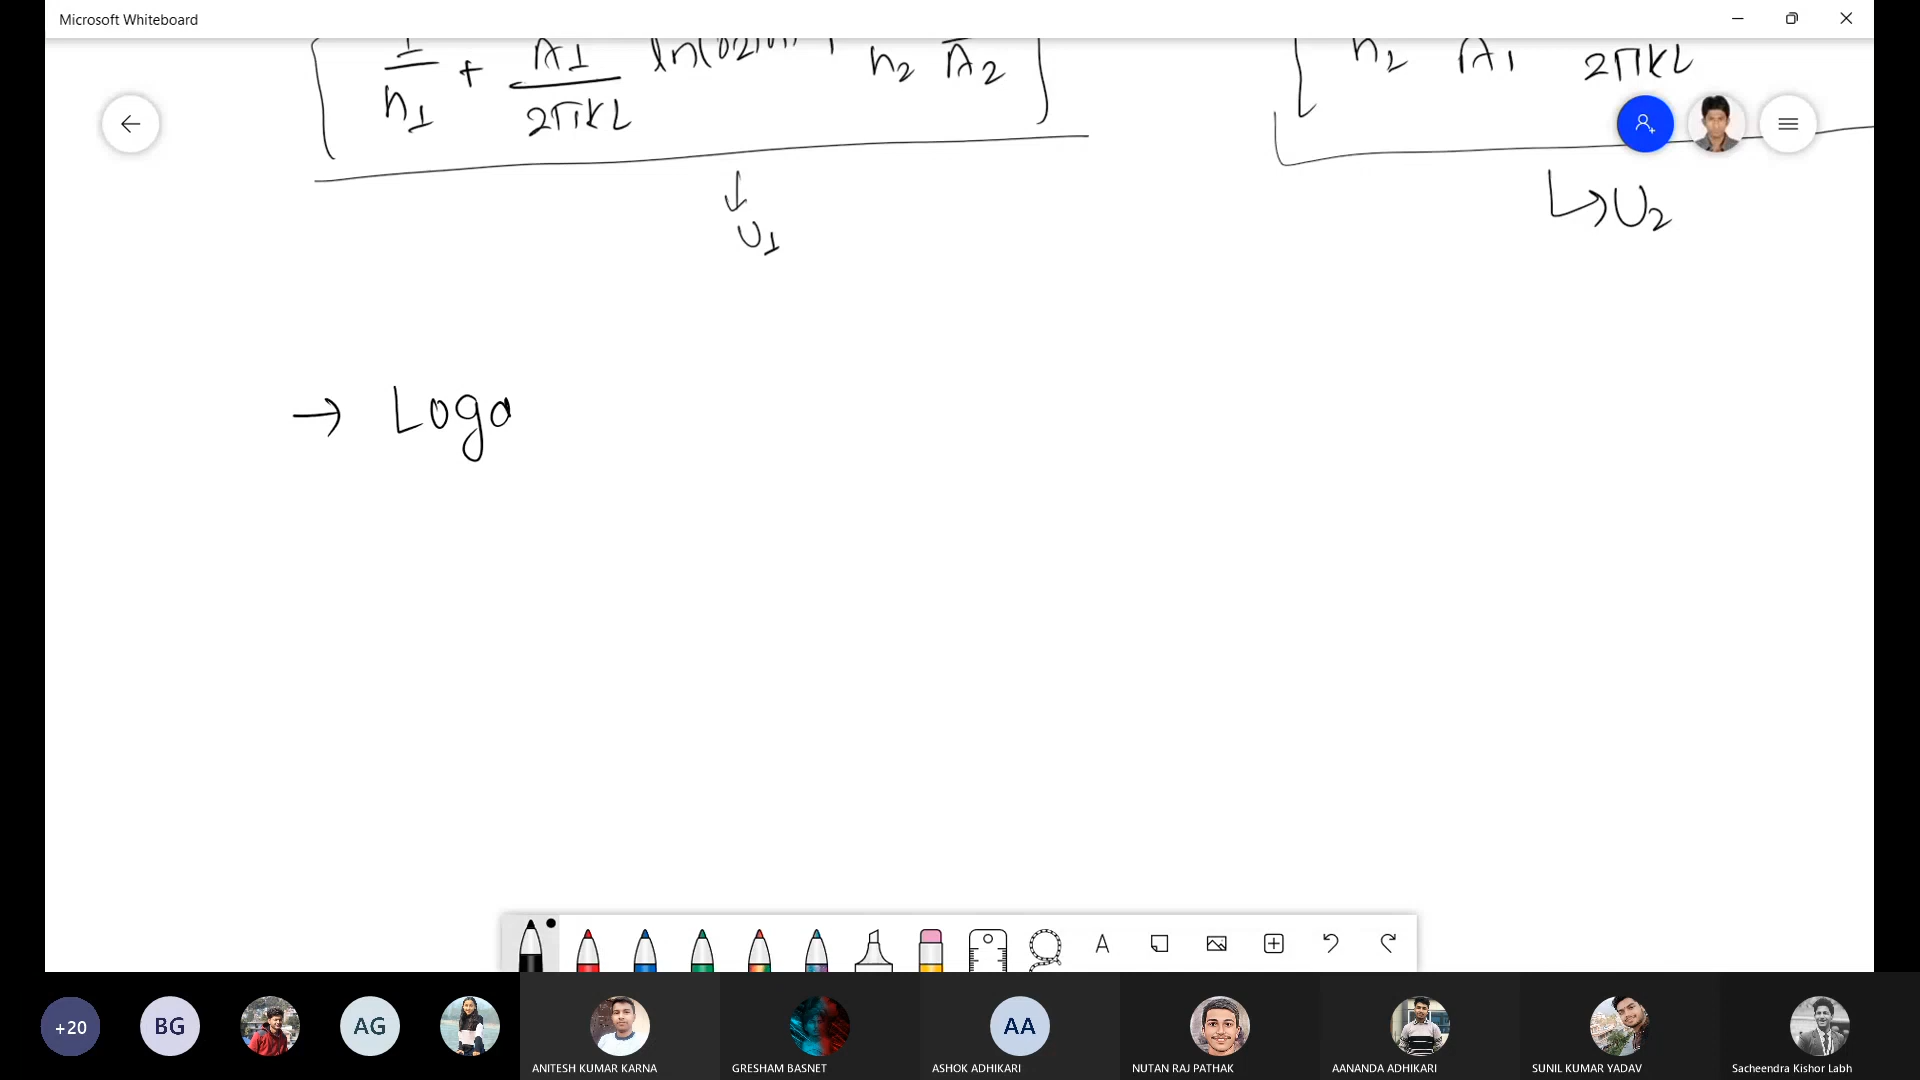 Microsoft Whiteboard
1/h1 + A1/2πKL
h2 A2
h2 A1 2πKL
↓
U1
↳ U2
→ Loga
+20
BG
AG
AA
ANITESH KUMAR KARNA
GRESHAM BASNET
ASHOK ADHIKARI
NUTAN RAJ PATHAK
AANANDA ADHIKARI
SUNIL KUMAR YADAV
Sacheendra Kishor Labh